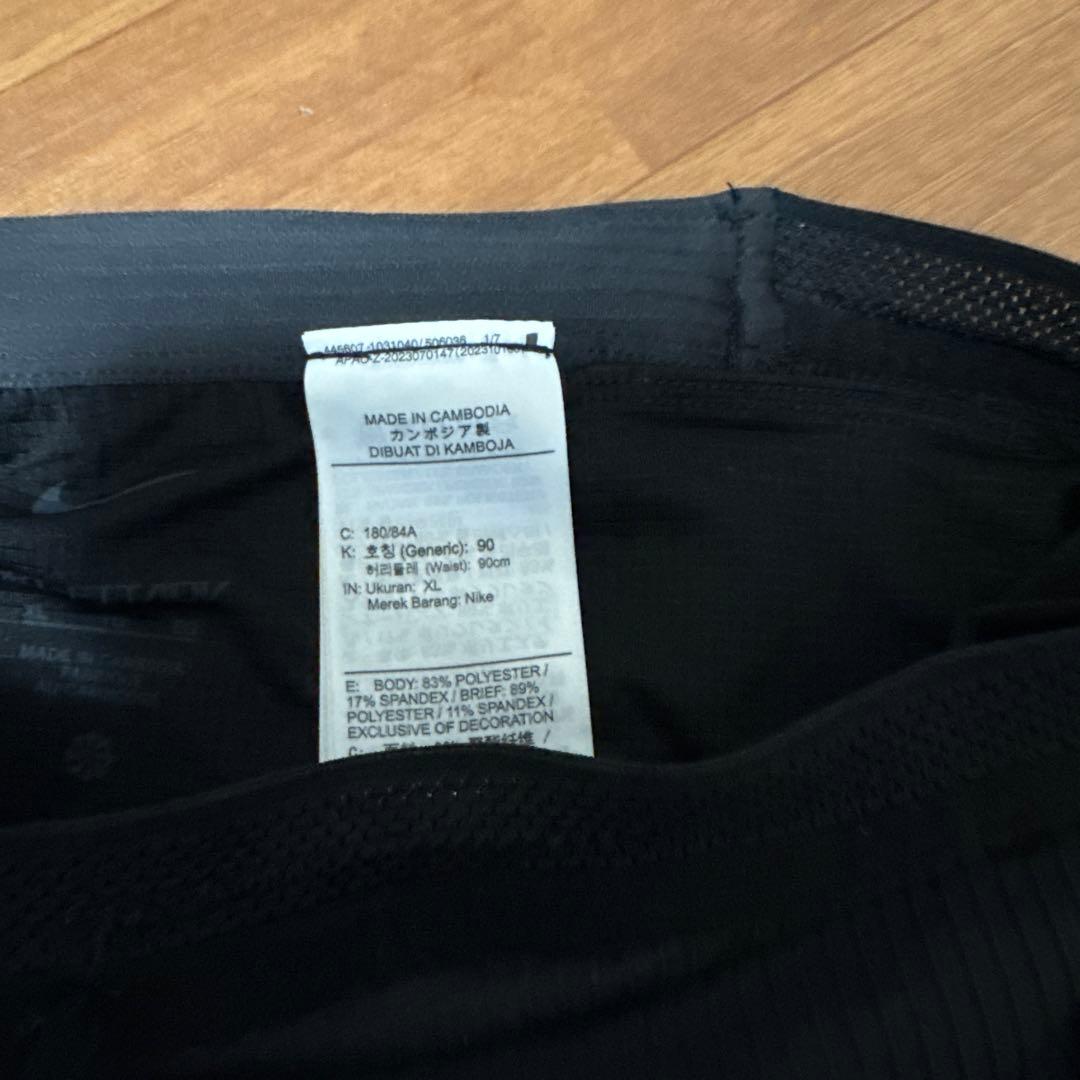 MADE IN CAMBODIA
カンボジア製
DIBUAT DI KAMBOJA
C: 180/84A
K: 호칭 (Generic): 90
허리둘레 (Waist): 90cm
IN: Ukuran: XL
Merek Barang: Nike
E: BODY: 83% POLYESTER /
17% SPANDEX / BRIEF: 89%
POLYESTER / 11% SPANDEX /
EXCLUSIVE OF DECORATION